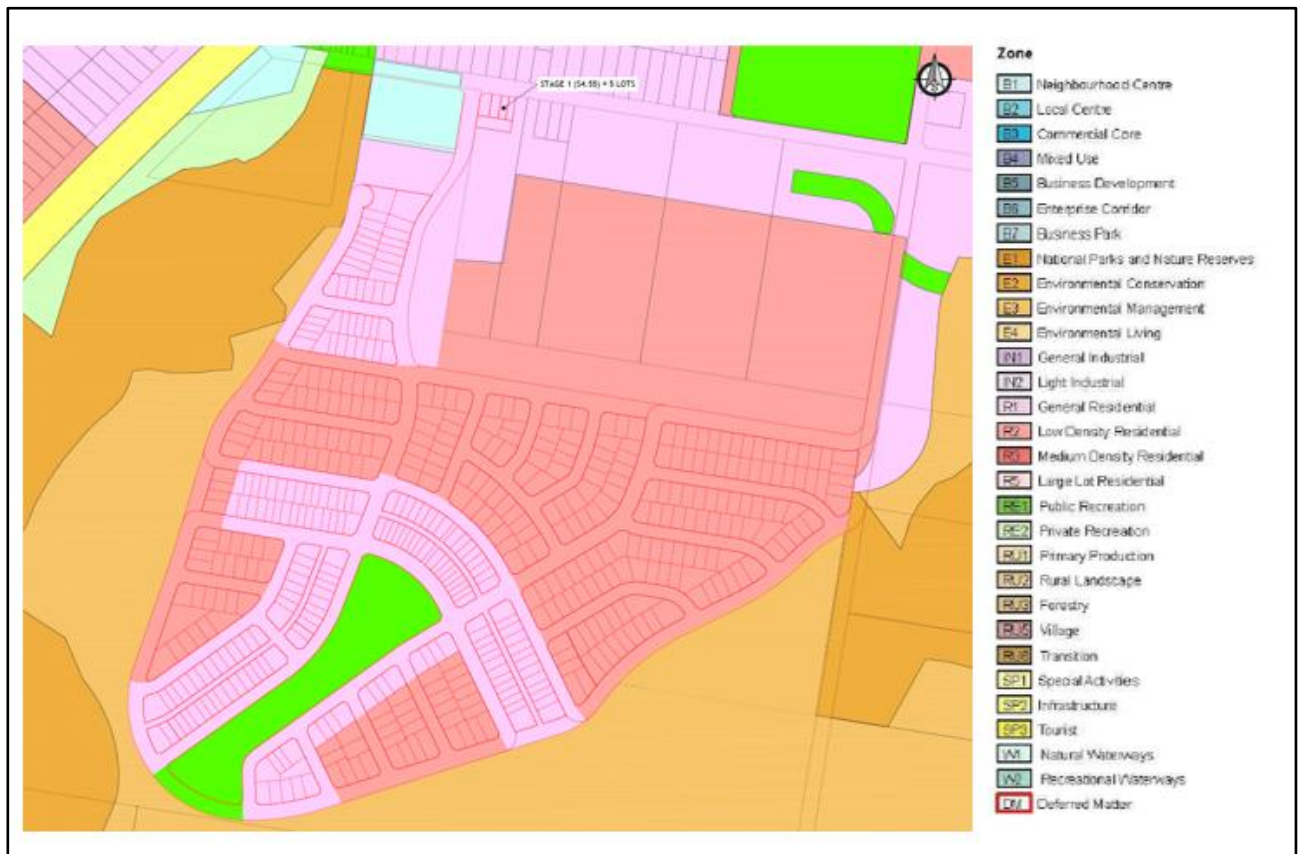 STAGE 1 (S4.55) = 5 LOTS
Zone
B1 Neighbourhood Centre
B2 Local Centre
B3 Commercial Core
B4 Mixed Use
B5 Business Development
B6 Enterprise Corridor
B7 Business Park
E1 National Parks and Nature Reserves
E2 Environmental Conservation
E3 Environmental Management
E4 Environmental Living
IN1 General Industrial
IN2 Light Industrial
R1 General Residential
R2 Low Density Residential
R3 Medium Density Residential
R5 Large Lot Residential
RE1 Public Recreation
RE2 Private Recreation
RU1 Primary Production
RU2 Rural Landscape
RU3 Forestry
RU5 Village
RU6 Transition
SP1 Special Activities
SP2 Infrastructure
SP3 Tourist
W1 Natural Waterways
W2 Recreational Waterways
DM Deferred Matter